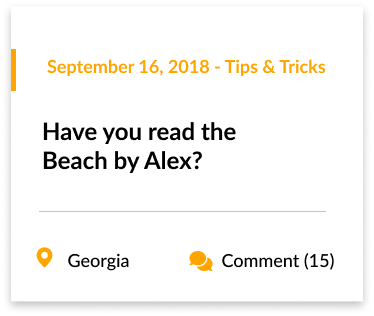 September 16, 2018 - Tips & Tricks
Have you read the
Beach by Alex?
Georgia
Comment (15)